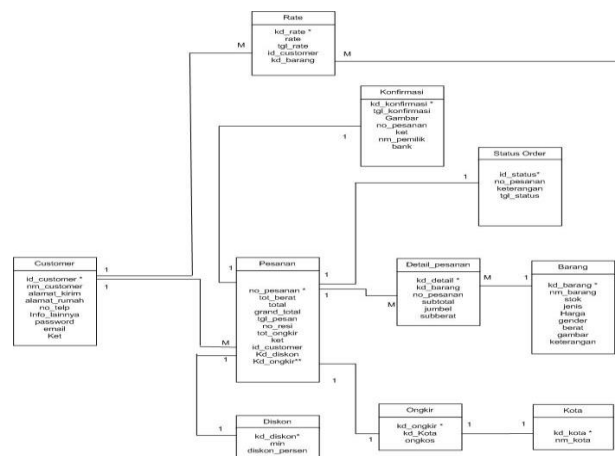 Rate
kd_rate *
rate
tgl_rate
id_customer
kd_barang
M
M
Konfirmasi
kd_konfirmasi *
tgl_konfirmasi
Gambar
no_pesanan
ket
nm_pemilik
bank
1
Status Order
id_status*
no_pesanan
keterangan
tgl_status
1
Customer
id_customer *
nm_customer
alamat_kirim
alamat_rumah
no_telp
Info_lainnya
password
email
Ket
1
1
Pesanan
no_pesanan *
tot_berat
total
grand_total
tgl_pesan
no_resi
tot_ongkir
ket
id_customer
Kd_diskon
Kd_ongkir**
1
1
1
M
1
1
Detail_pesanan
kd_detail *
kd_barang
no_pesanan
subtotal
jumbel
subberat
M
M
1
Barang
kd_barang *
nm_barang
stok
jenis
Harga
gender
berat
gambar
keterangan
Diskon
kd_diskon*
min
diskon_persen
1
Ongkir
kd_ongkir *
kd_Kota
ongkos
1
1
1
Kota
kd_kota *
nm_kota